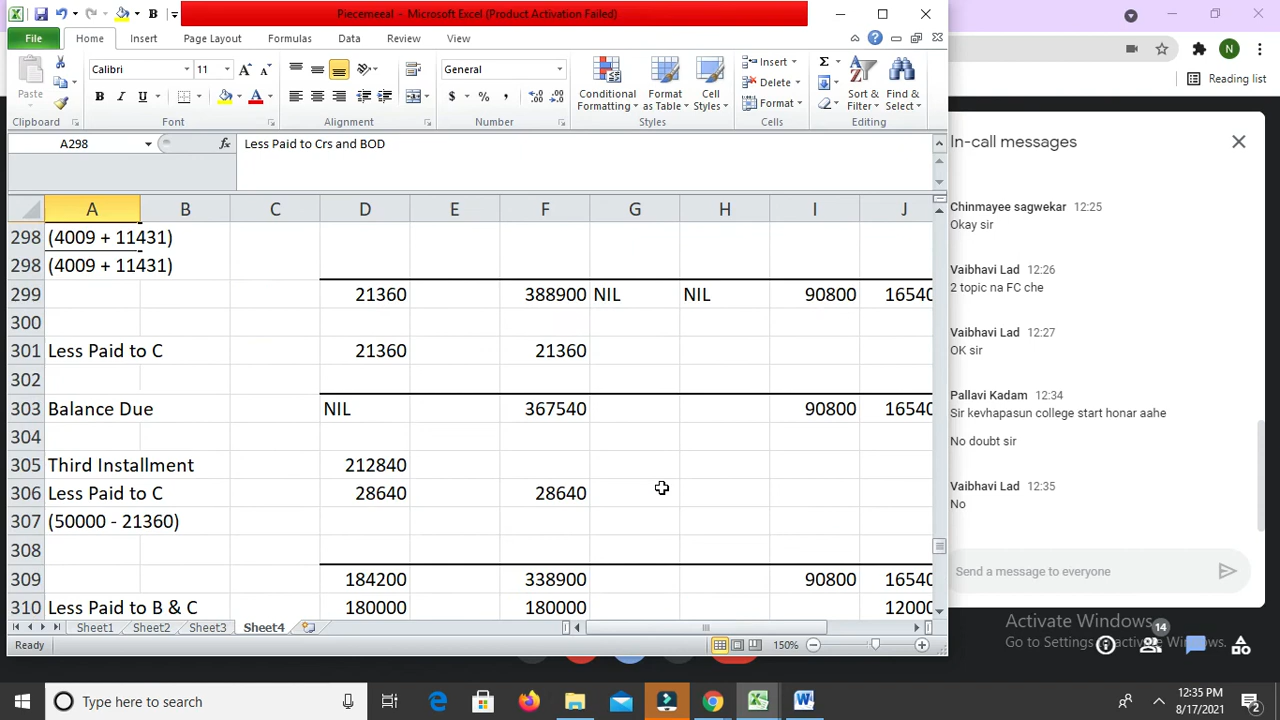 Piecemeeal - Microsoft Excel (Product Activation Failed)
File Home Insert Page Layout Formulas Data Review View
Paste
Calibri 11
General
Conditional Formatting
Format as Table
Cell Styles
Insert
Delete
Format
Sort & Filter
Find & Select
Clipboard Font Alignment Number Styles Cells Editing
A298 fx Less Paid to Crs and BOD
A B C D E F G H I J
298 (4009 + 11431)
298 (4009 + 11431)
299 21360 388900 NIL NIL 90800 16540
300
301 Less Paid to C 21360 21360
302
303 Balance Due NIL 367540 90800 16540
304
305 Third Installment 212840
306 Less Paid to C 28640 28640
307 (50000 - 21360)
308
309 184200 338900 90800 16540
310 Less Paid to B & C 180000 180000 12000
Sheet1 Sheet2 Sheet3 Sheet4
Ready 150%
N
Reading list
In-call messages
Chinmayee sagwekar 12:25
Okay sir
Vaibhavi Lad 12:26
2 topic na FC che
Vaibhavi Lad 12:27
OK sir
Pallavi Kadam 12:34
Sir kevhapasun college start honar aahe
No doubt sir
Vaibhavi Lad 12:35
No
Send a message to everyone
Activate Windows
Go to Settings to activate Windows.
14
Type here to search
12:35 PM
8/17/2021
2